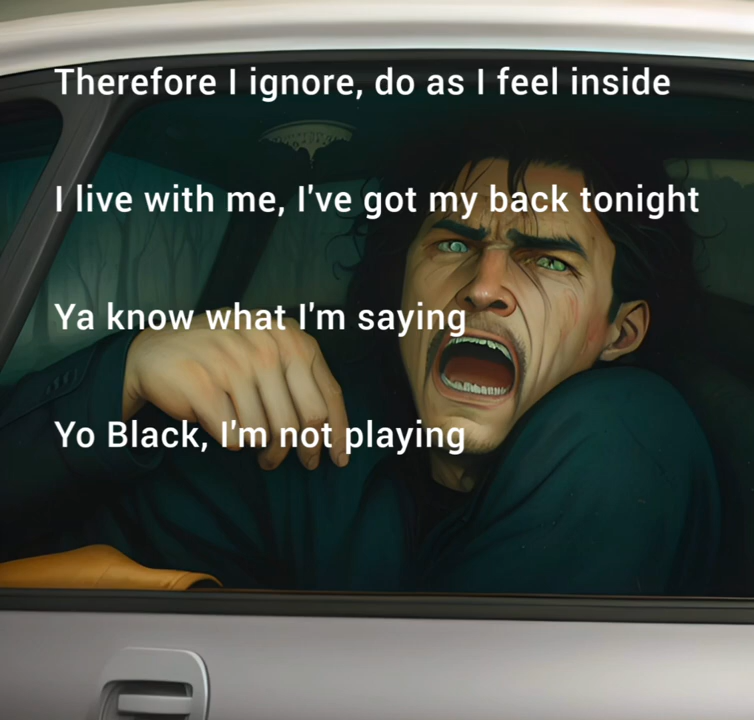 Therefore I ignore, do as I feel inside
I live with me, I've got my back tonight
Ya know what I'm saying
Yo Black, I'm not playing